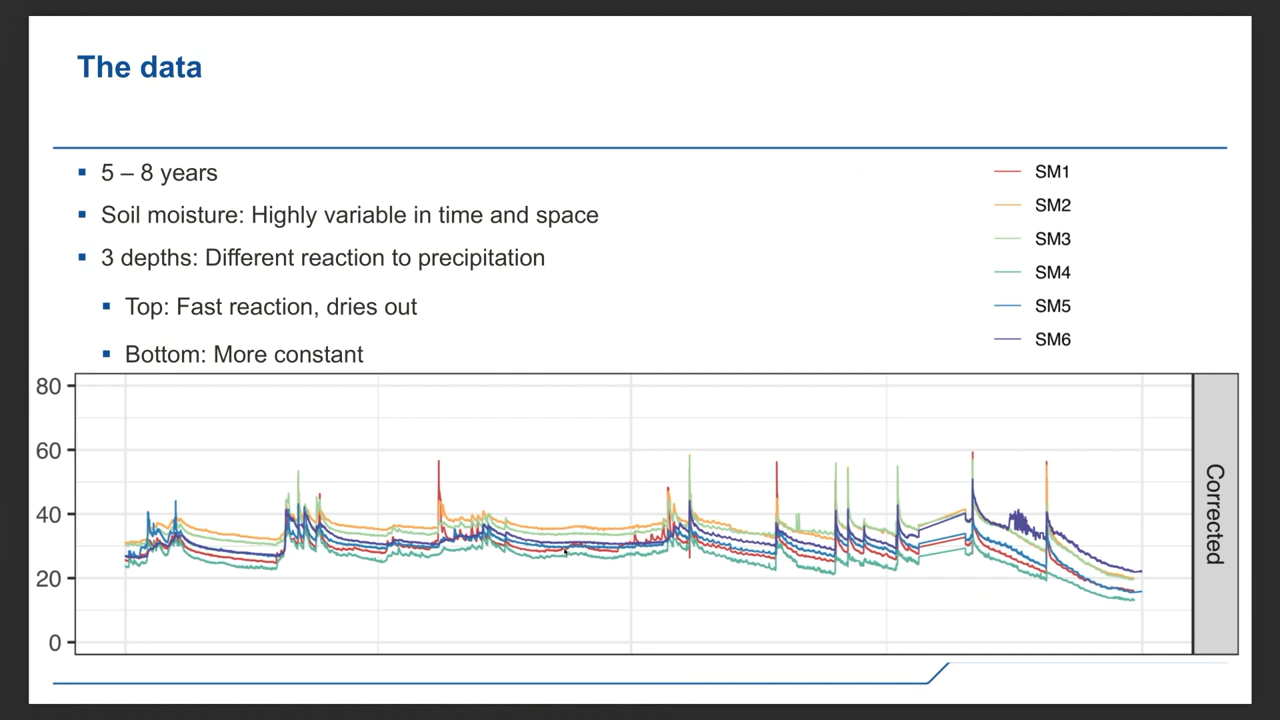 The data
▪ 5 – 8 years
▪ Soil moisture: Highly variable in time and space
▪ 3 depths: Different reaction to precipitation
▪ Top: Fast reaction, dries out
▪ Bottom: More constant
SM1
SM2
SM3
SM4
SM5
SM6
80
60
40
20
0
Corrected